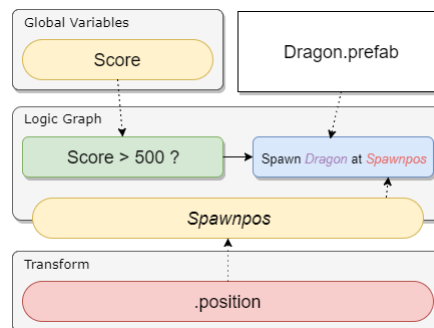 Global Variables
Score
Dragon.prefab
Logic Graph
Score > 500 ?
Spawn Dragon at Spawnpos
Spawnpos
Transform
.position